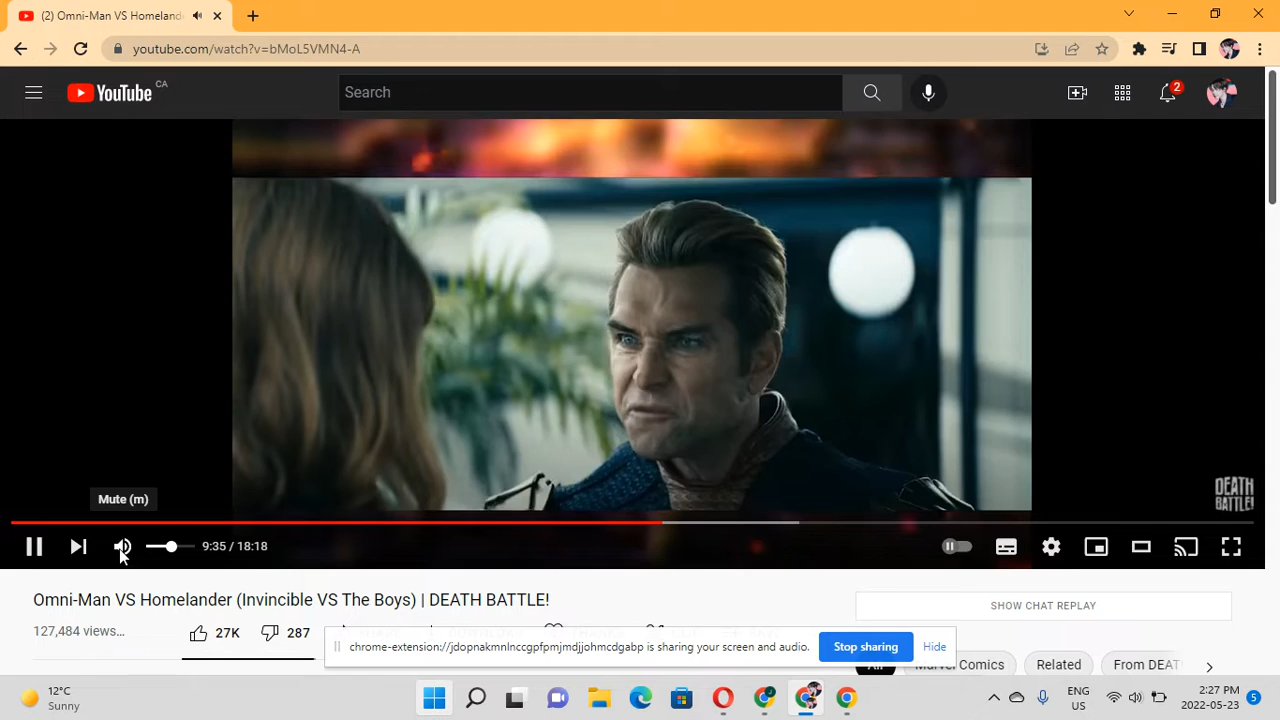 (2) Omni-Man VS Homelande
youtube.com/watch?v=bMoL5VMN4-A
YouTube CA
Search
2
DEATH BATTLE!
Mute (m)
9:35 / 18:18
Omni-Man VS Homelander (Invincible VS The Boys) | DEATH BATTLE!
SHOW CHAT REPLAY
127,484 views...
27K
287
chrome-extension://jdopnakmnlnccgpfpmjmdjjohmcdgabp is sharing your screen and audio.
Stop sharing
Hide
All
Marvel Comics
Related
From DEAT
12°C
Sunny
ENG
US
2:27 PM
2022-05-23
5